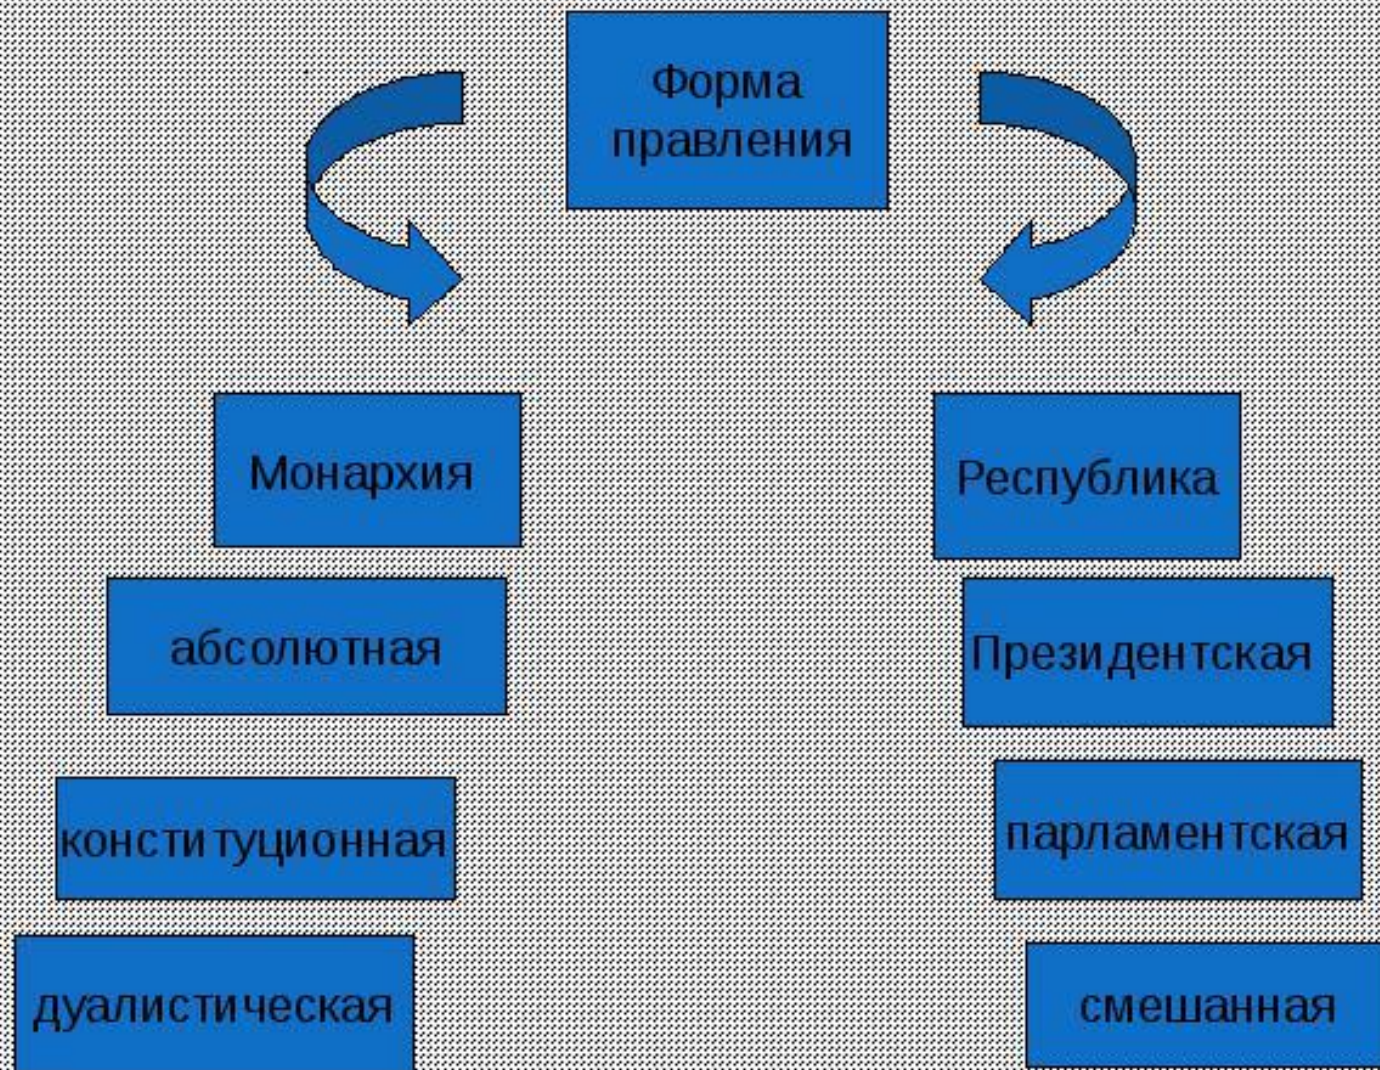 Форма
правления
Монархия
Республика
абсолютная
Президентская
конституционная
парламентская
дуалистическая
смешанная